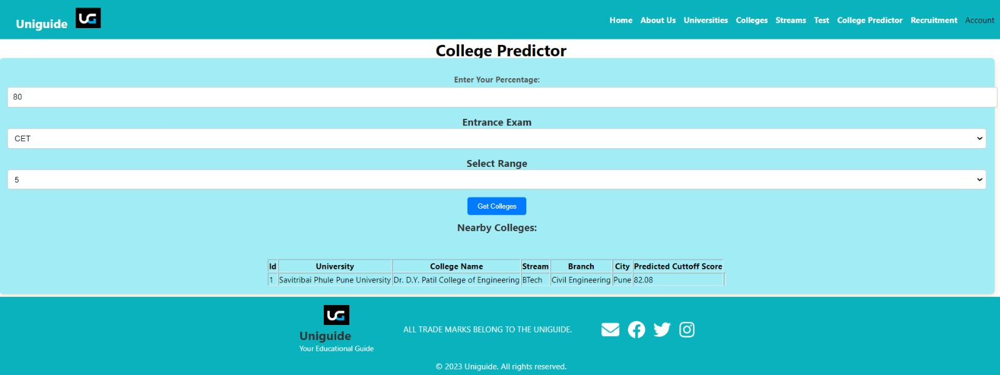 Uniguide UG Home About Us Universities Colleges Streams Test College Predictor Recruitment Account
College Predictor
Enter Your Percentage:
80
Entrance Exam
CET
Select Range
5
Get Colleges
Nearby Colleges:
Id University College Name Stream Branch City Predicted Cuttoff Score
1 Savitribai Phule Pune University Dr. D.Y. Patil College of Engineering BTech Civil Engineering Pune 82.08
UG
Uniguide
Your Educational Guide
ALL TRADE MARKS BELONG TO THE UNIGUIDE.
© 2023 Uniguide. All rights reserved.